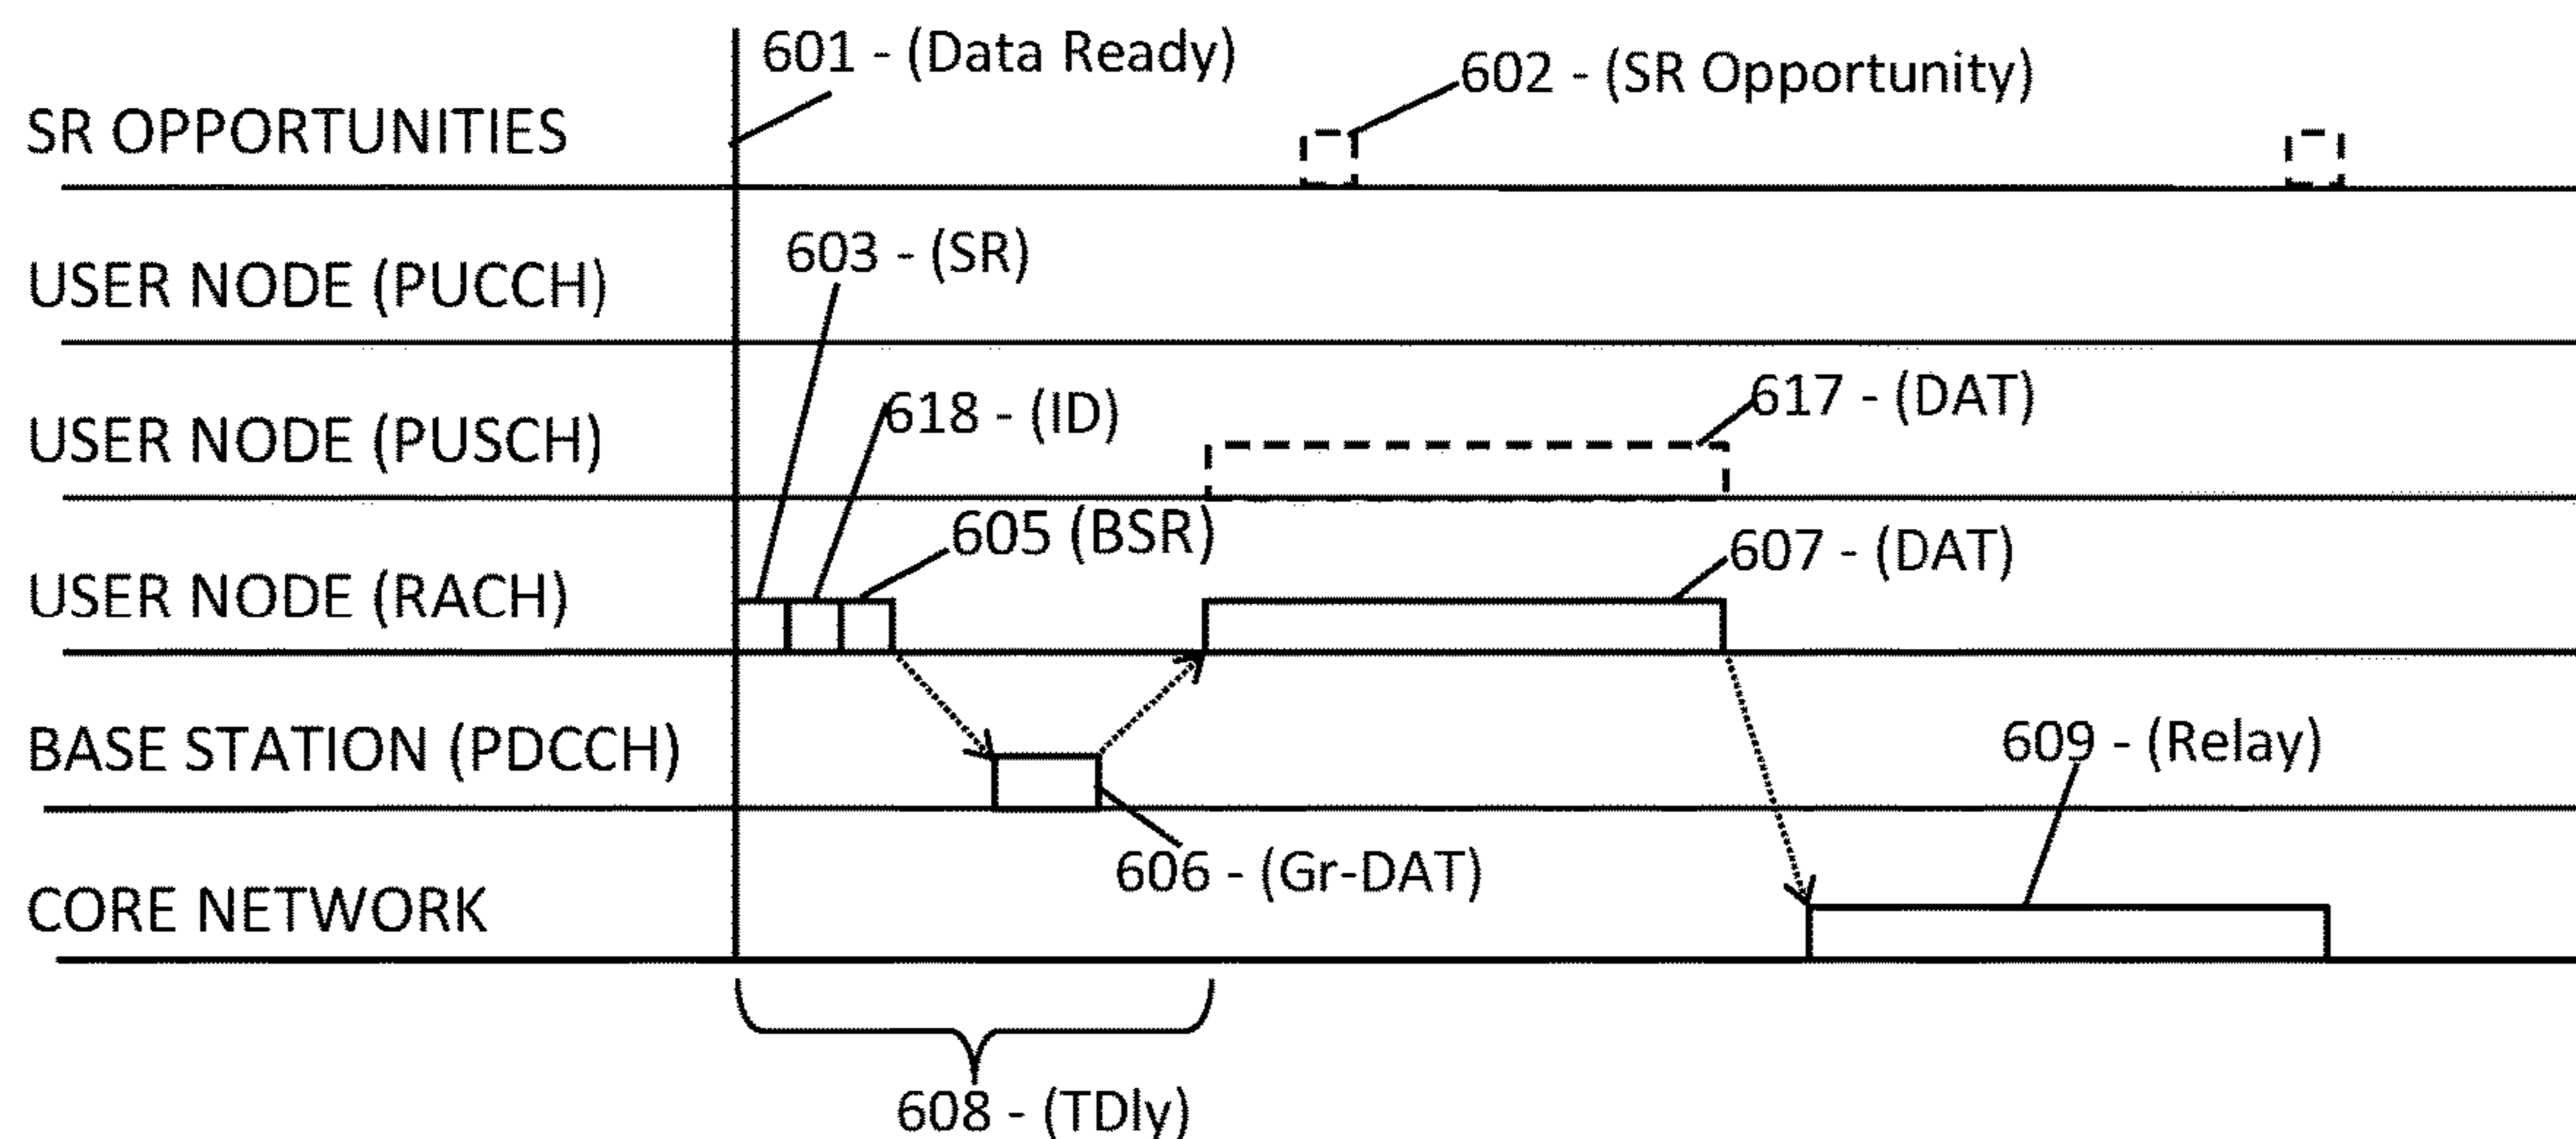 601 - (Data Ready)
602 - (SR Opportunity)
SR OPPORTUNITIES
603 - (SR)
USER NODE (PUCCH)
618 - (ID)
617 - (DAT)
USER NODE (PUSCH)
605 (BSR)
607 - (DAT)
USER NODE (RACH)
BASE STATION (PDCCH)
609 - (Relay)
606 - (Gr-DAT)
CORE NETWORK
608 - (TDly)